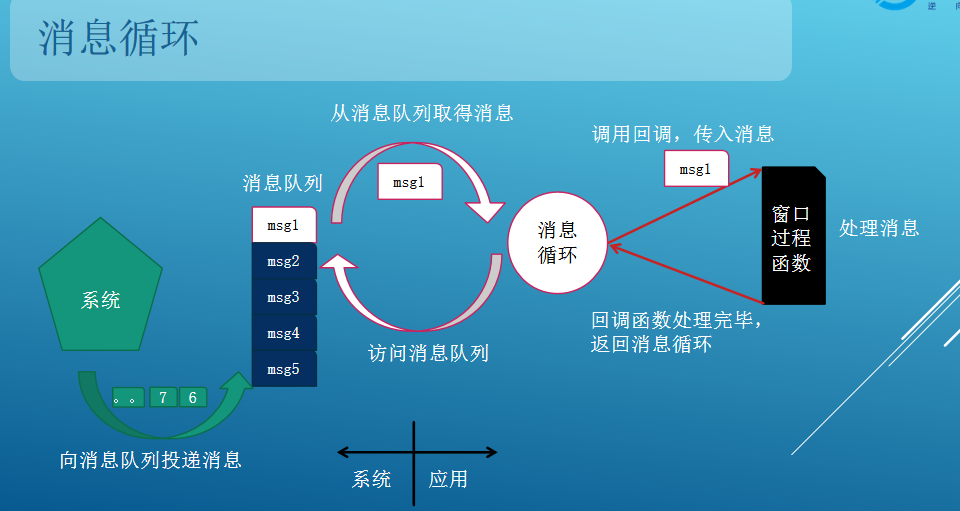 逆 向
消息循环
从消息队列取得消息
调用回调，传入消息
msg1
msg1
消息队列
msg1
msg2
msg3
msg4
msg5
系统
消息
循环
窗口
过程
函数
处理消息
回调函数处理完毕，
返回消息循环
访问消息队列
。。 7 6
向消息队列投递消息
系统 应用